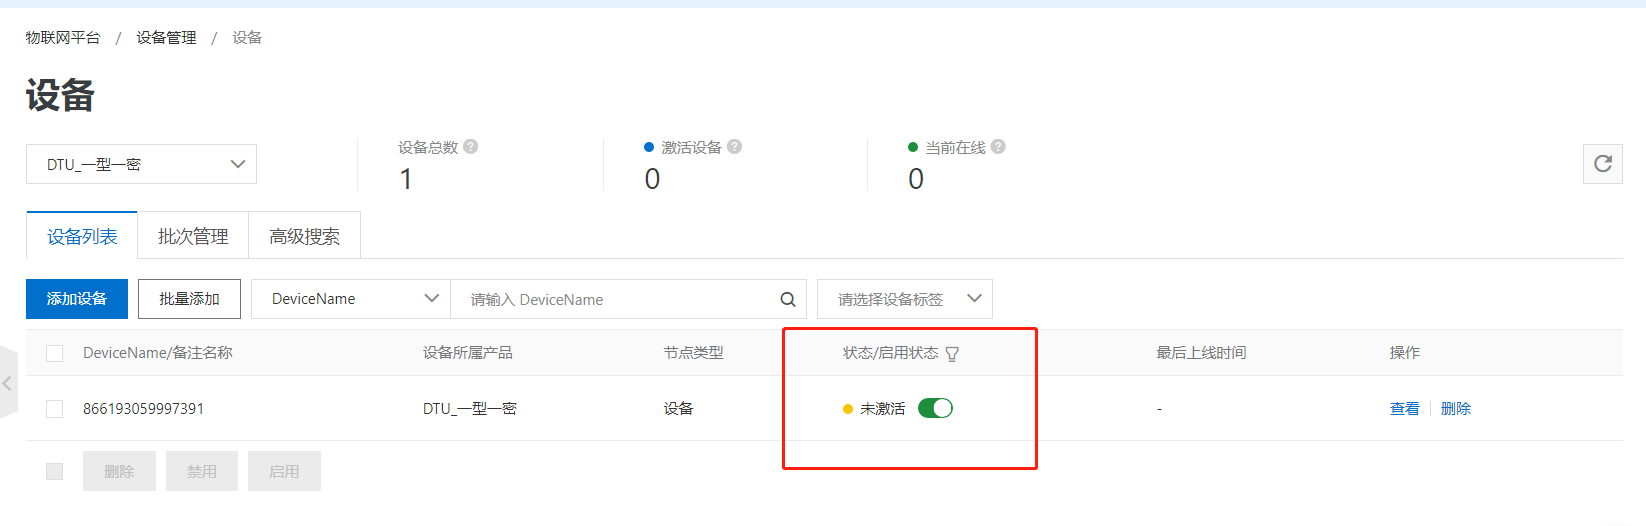 物联网平台 / 设备管理 / 设备
设备
DTU_一型一密
设备总数 ?
1
激活设备 ?
0
当前在线 ?
0
设备列表 批次管理 高级搜索
添加设备 批量添加 DeviceName 请输入 DeviceName 请选择设备标签
DeviceName/备注名称 设备所属产品 节点类型 状态/启用状态 最后上线时间 操作
866193059997391 DTU_一型一密 设备 未激活 - 查看 删除
删除 禁用 启用